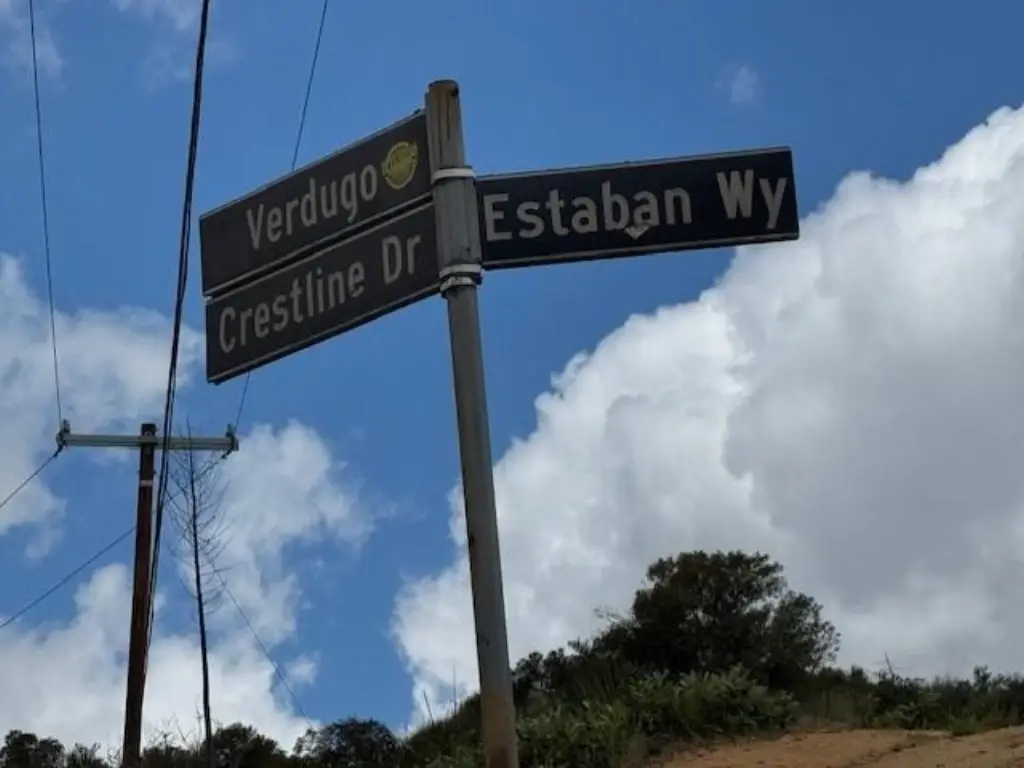 Verdugo
Crestline Dr
Estaban Wy